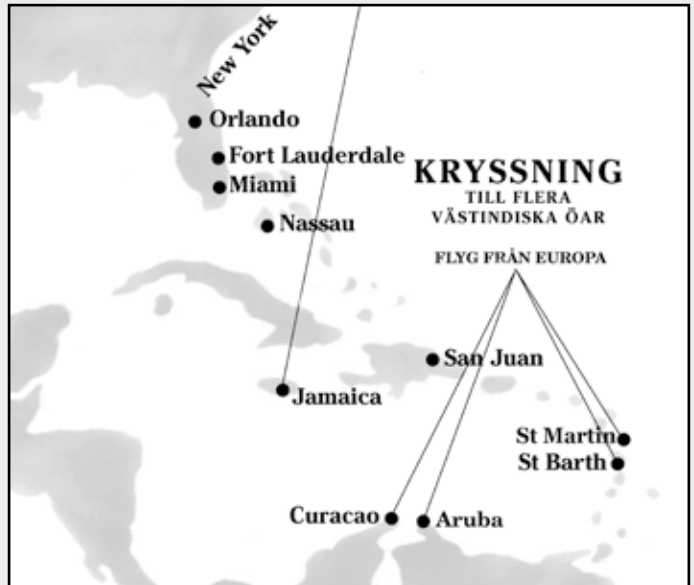 New York
Orlando
Fort Lauderdale
Miami
Nassau
KRYSSNING
TILL FLERA
VÄSTINDISKA ÖAR
FLYG FRÅN EUROPA
San Juan
Jamaica
St Martin
St Barth
Curacao
Aruba